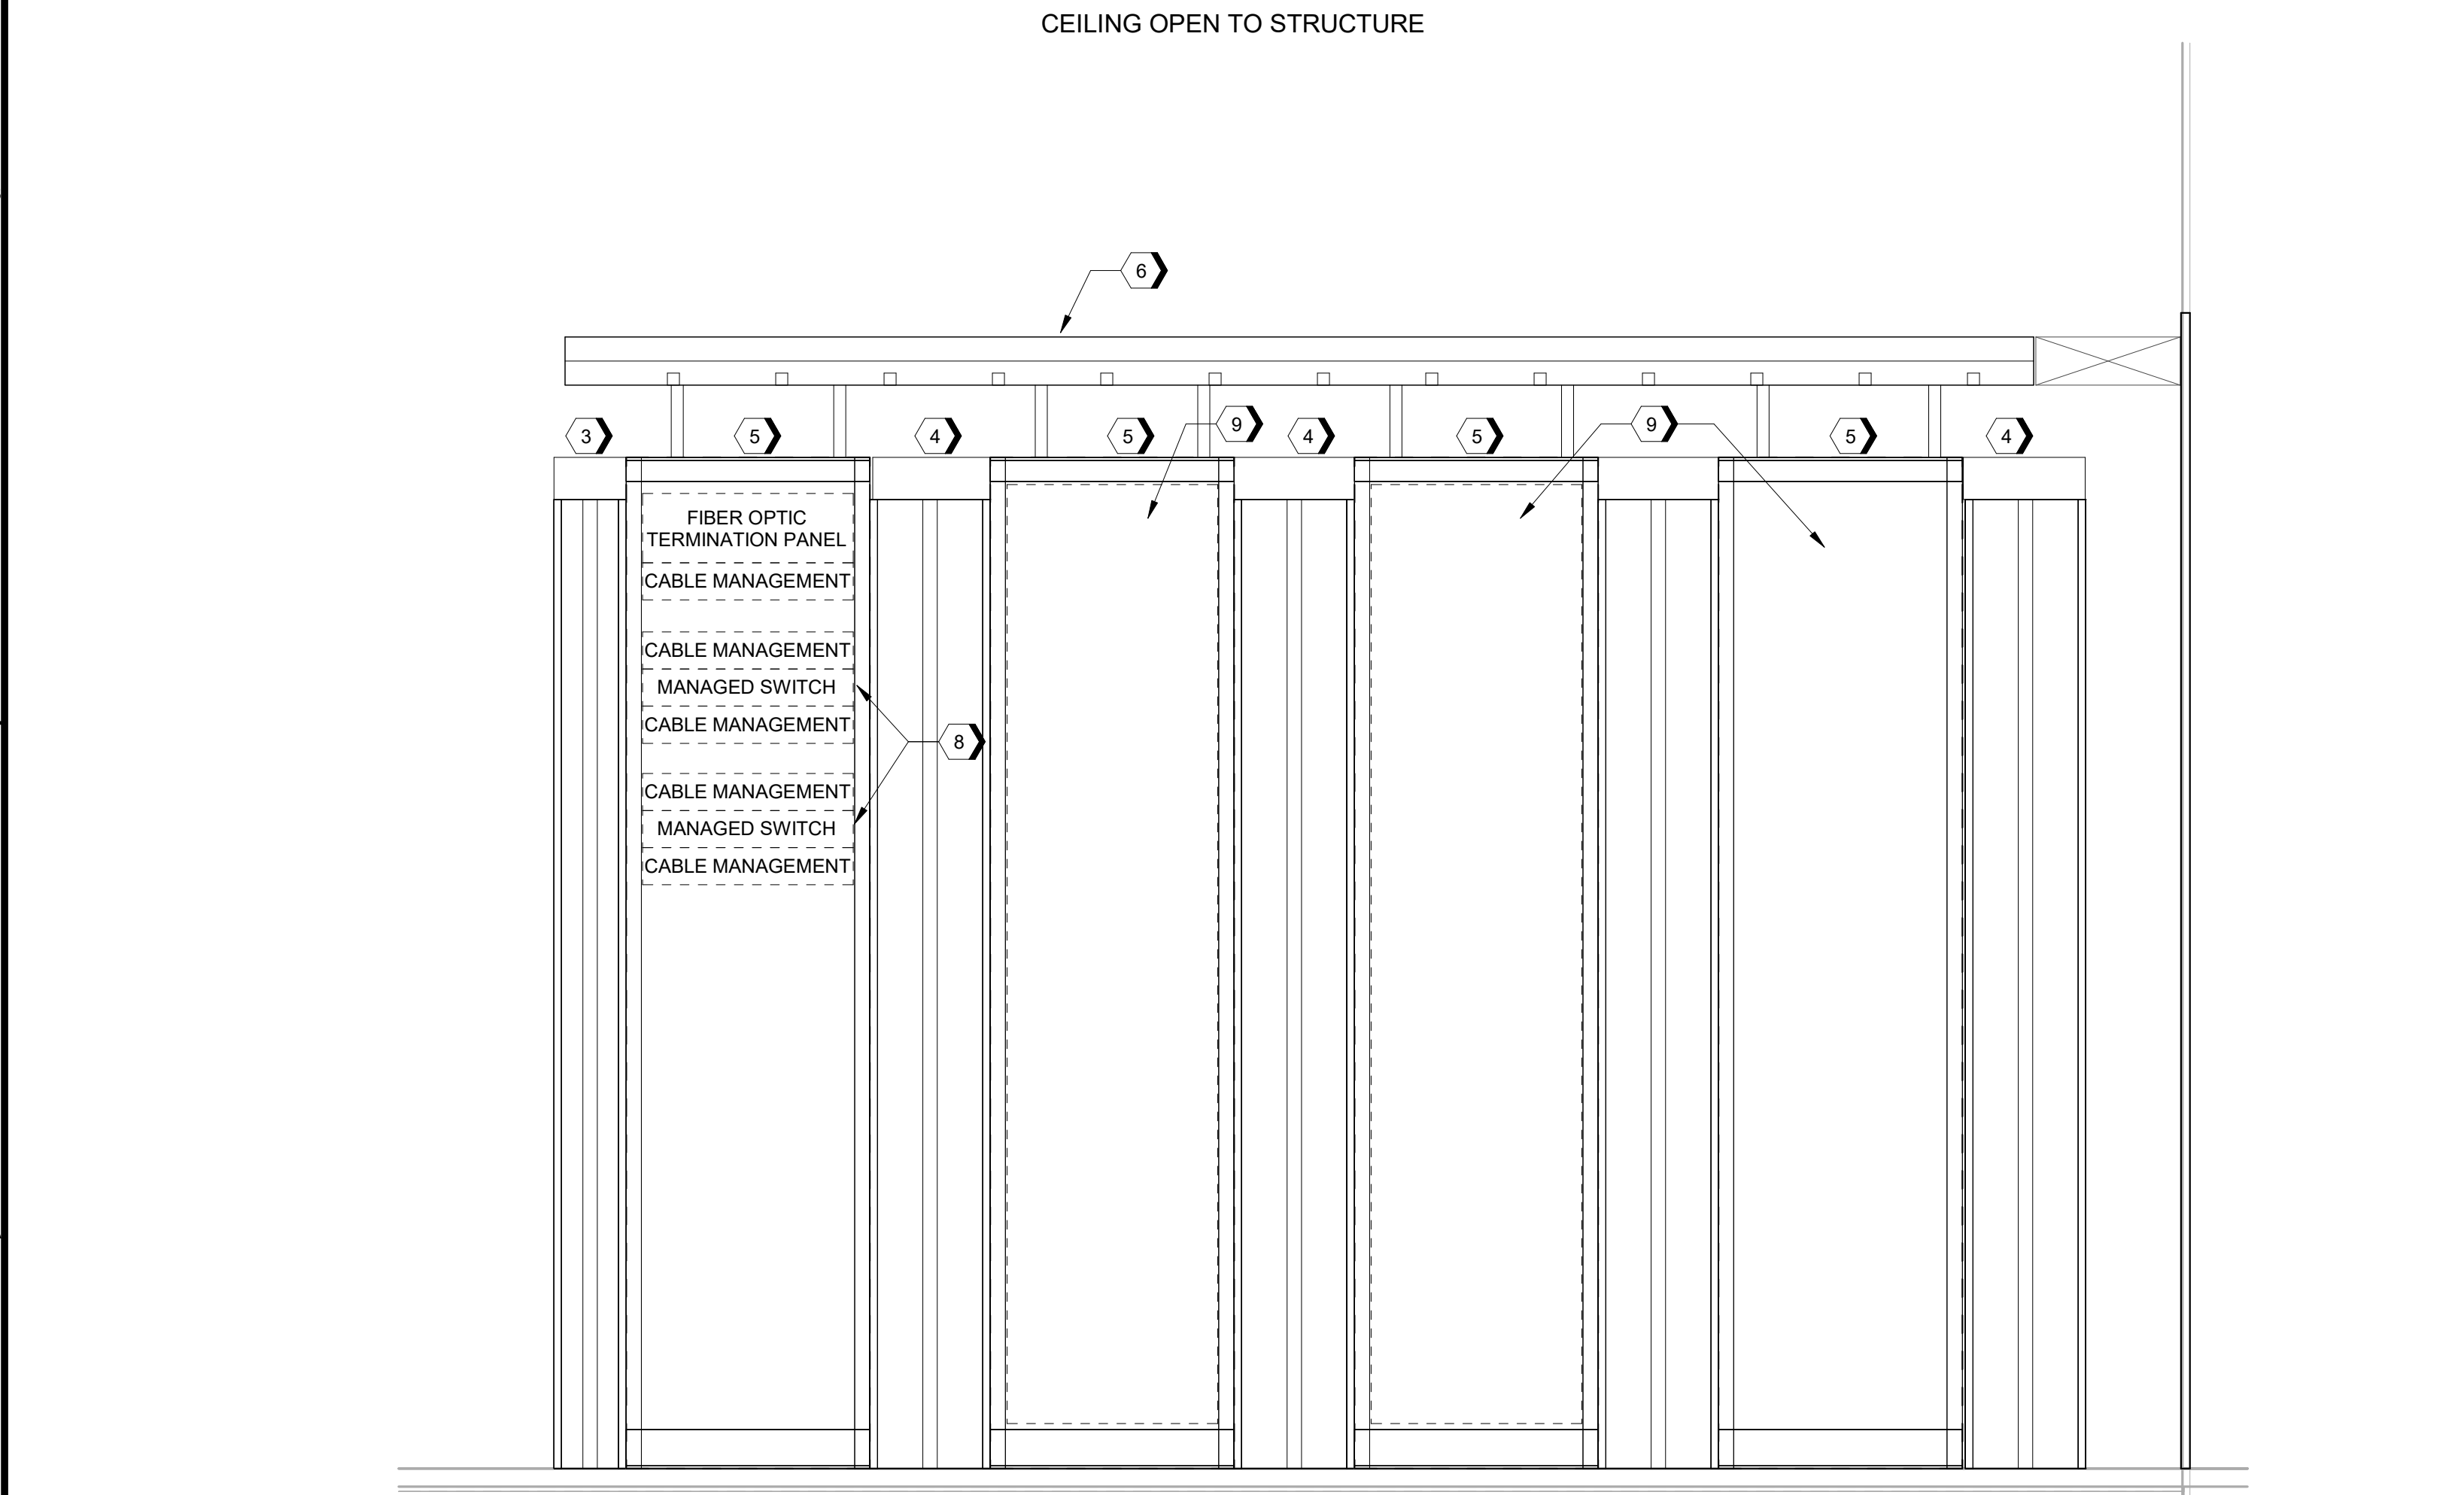 CEILING OPEN TO STRUCTURE
6
3
5
4
5
9
4
5
9
5
4
FIBER OPTIC
TERMINATION PANEL
CABLE MANAGEMENT
CABLE MANAGEMENT
MANAGED SWITCH
CABLE MANAGEMENT
8
CABLE MANAGEMENT
MANAGED SWITCH
CABLE MANAGEMENT